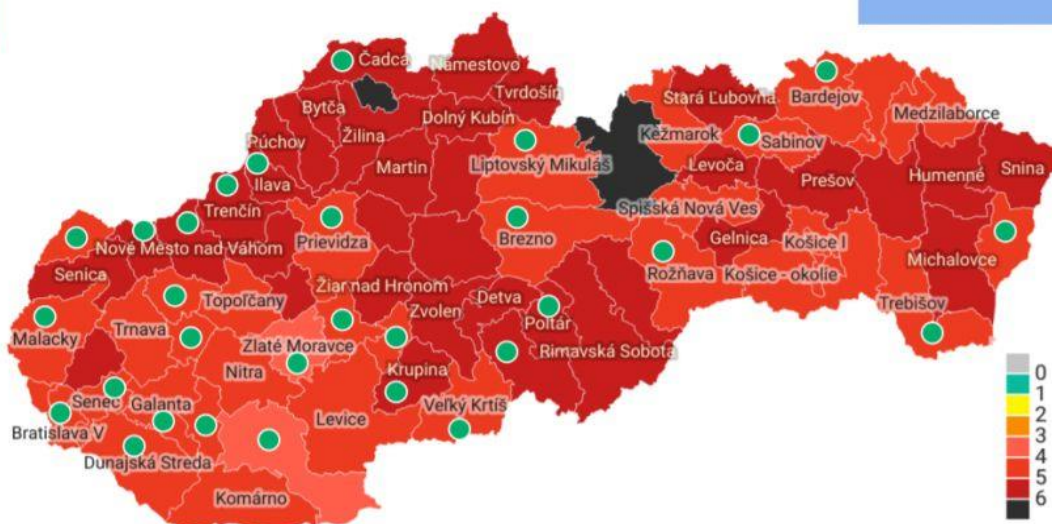 Čadca
Námestovo
Bytča
Tvrdošín
Stará Ľubovňa
Bardejov
Žilina
Dolný Kubín
Medzilaborce
Púchov
Kežmarok
Sabinov
Martin
Liptovský Mikuláš
Levoča
Ilava
Prešov
Humenné
Snina
Trenčín
Spišská Nová Ves
Nové Mesto nad Váhom
Prievidza
Brezno
Gelnica
Košice I
Michalovce
Senica
Rožňava
Košice - okolie
Topoľčany
Žiar nad Hronom
Detva
Zvolen
Trebišov
Malacky
Trnava
Poltár
Zlaté Moravce
Rimavská Sobota
Nitra
Krupina
Senec
Galanta
Levice
Veľký Krtíš
Bratislava V
Dunajská Streda
Komárno
0
1
2
3
4
5
6